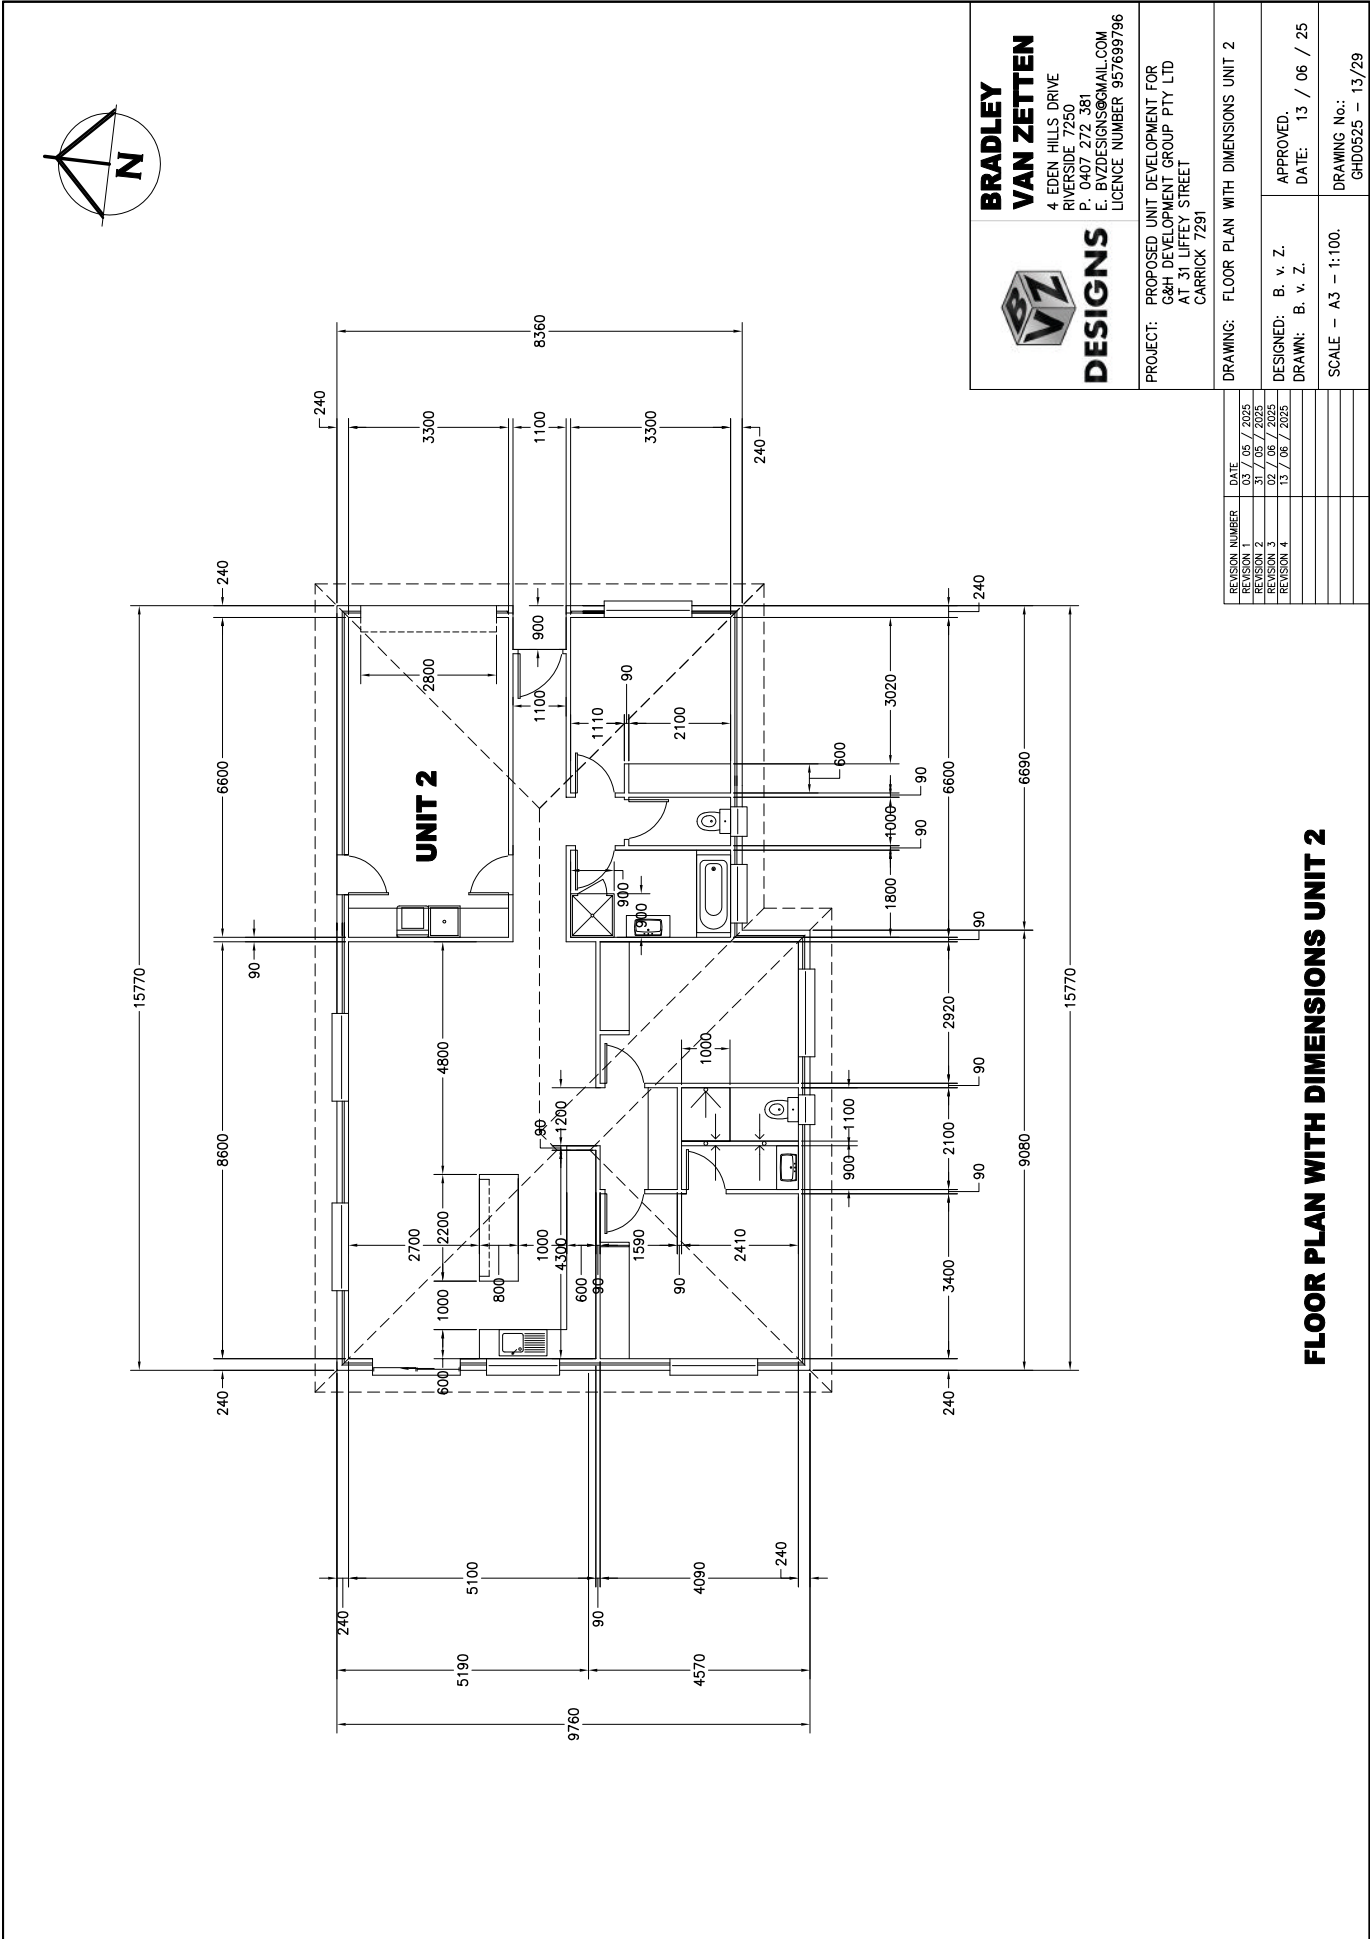 N
BRADLEY
VAN ZETTEN
4 EDEN HILLS DRIVE
RIVERSIDE 7250
P. 0407 272 381
E. BVZDESIGNS@GMAIL.COM
LICENCE NUMBER 957699796
BVZ
DESIGNS
PROJECT: PROPOSED UNIT DEVELOPMENT FOR
G&H DEVELOPMENT GROUP PTY LTD
AT 31 LIFFEY STREET
CARRICK 7291
DRAWING: FLOOR PLAN WITH DIMENSIONS UNIT 2
DESIGNED: B. v. Z.
DRAWN: B. v. Z.
APPROVED.
DATE: 13 / 06 / 25
SCALE – A3 – 1:100.
DRAWING No.:
GHD0525 – 13/29
REVISION NUMBER DATE
REVISION 1 03 / 05 / 2025
REVISION 2 31 / 05 / 2025
REVISION 3 02 / 06 / 2025
REVISION 4 13 / 06 / 2025
15770
240
8600
90
6600
240
240
3300
1100
3300
240
8360
UNIT 2
2800
900
1100
1110
90
2100
4800
2200
1000
600
2700
800
1000
4300
600
90
90
1200
1590
90
2410
1000
900
900
600
3020
90
1000
90
1800
1100
900
240
3400
90
2100
90
2920
90
6600
240
9080
6690
15770
240
5100
90
4090
240
5190
4570
9760
FLOOR PLAN WITH DIMENSIONS UNIT 2